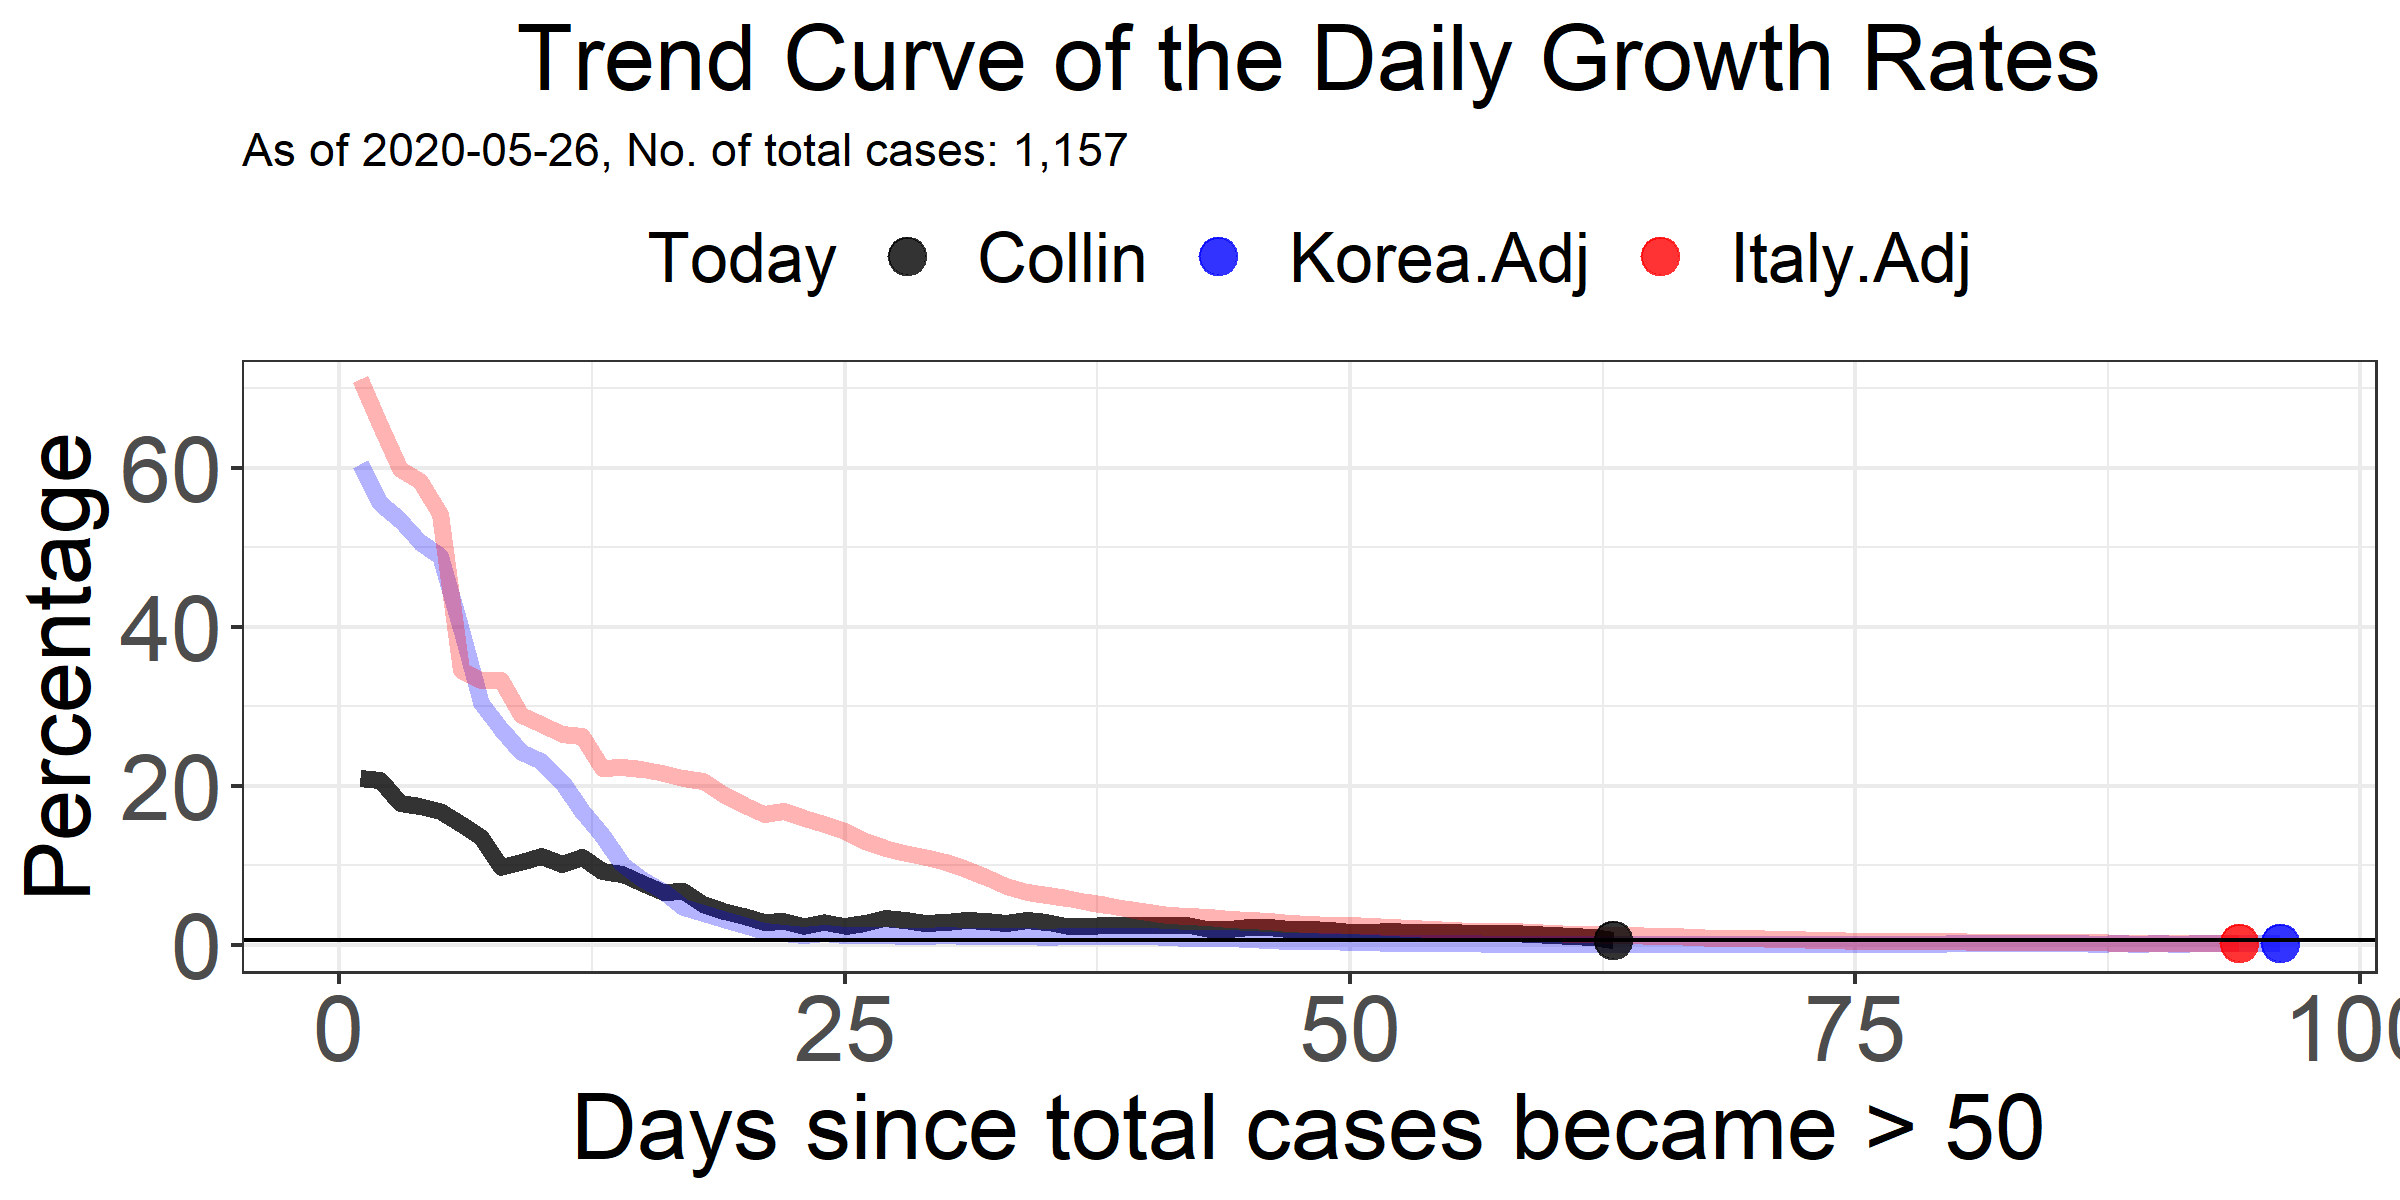 Trend Curve of the Daily Growth Rates
As of 2020-05-26, No. of total cases: 1,157
Today Collin Korea.Adj Italy.Adj
Percentage
60
40
20
0
0 25 50 75 100
Days since total cases became > 50